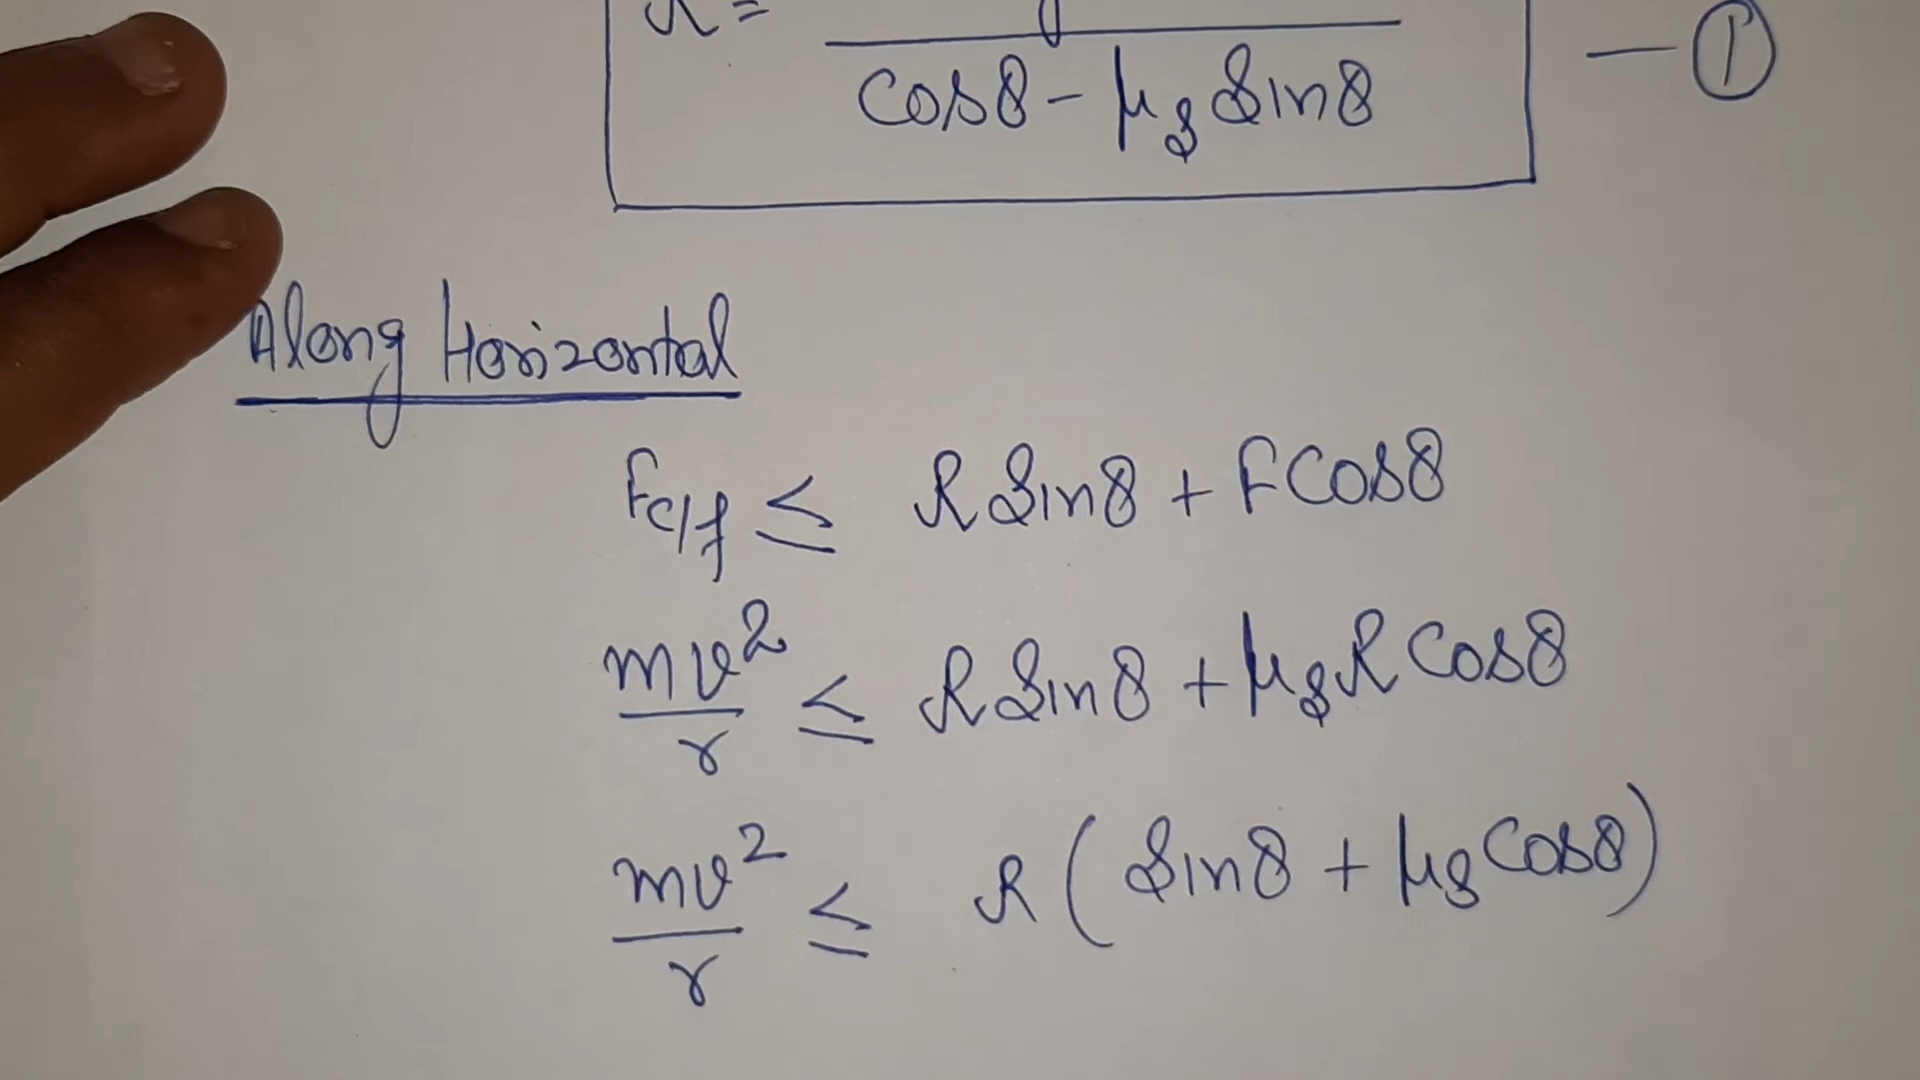 R =
cosθ - μs Sinθ — ①
Along Horizontal
Fc/f ≤ R Sinθ + F Cosθ
mv²/r ≤ R Sinθ + μs R Cosθ
mv²/r ≤ R ( Sinθ + μs Cosθ )